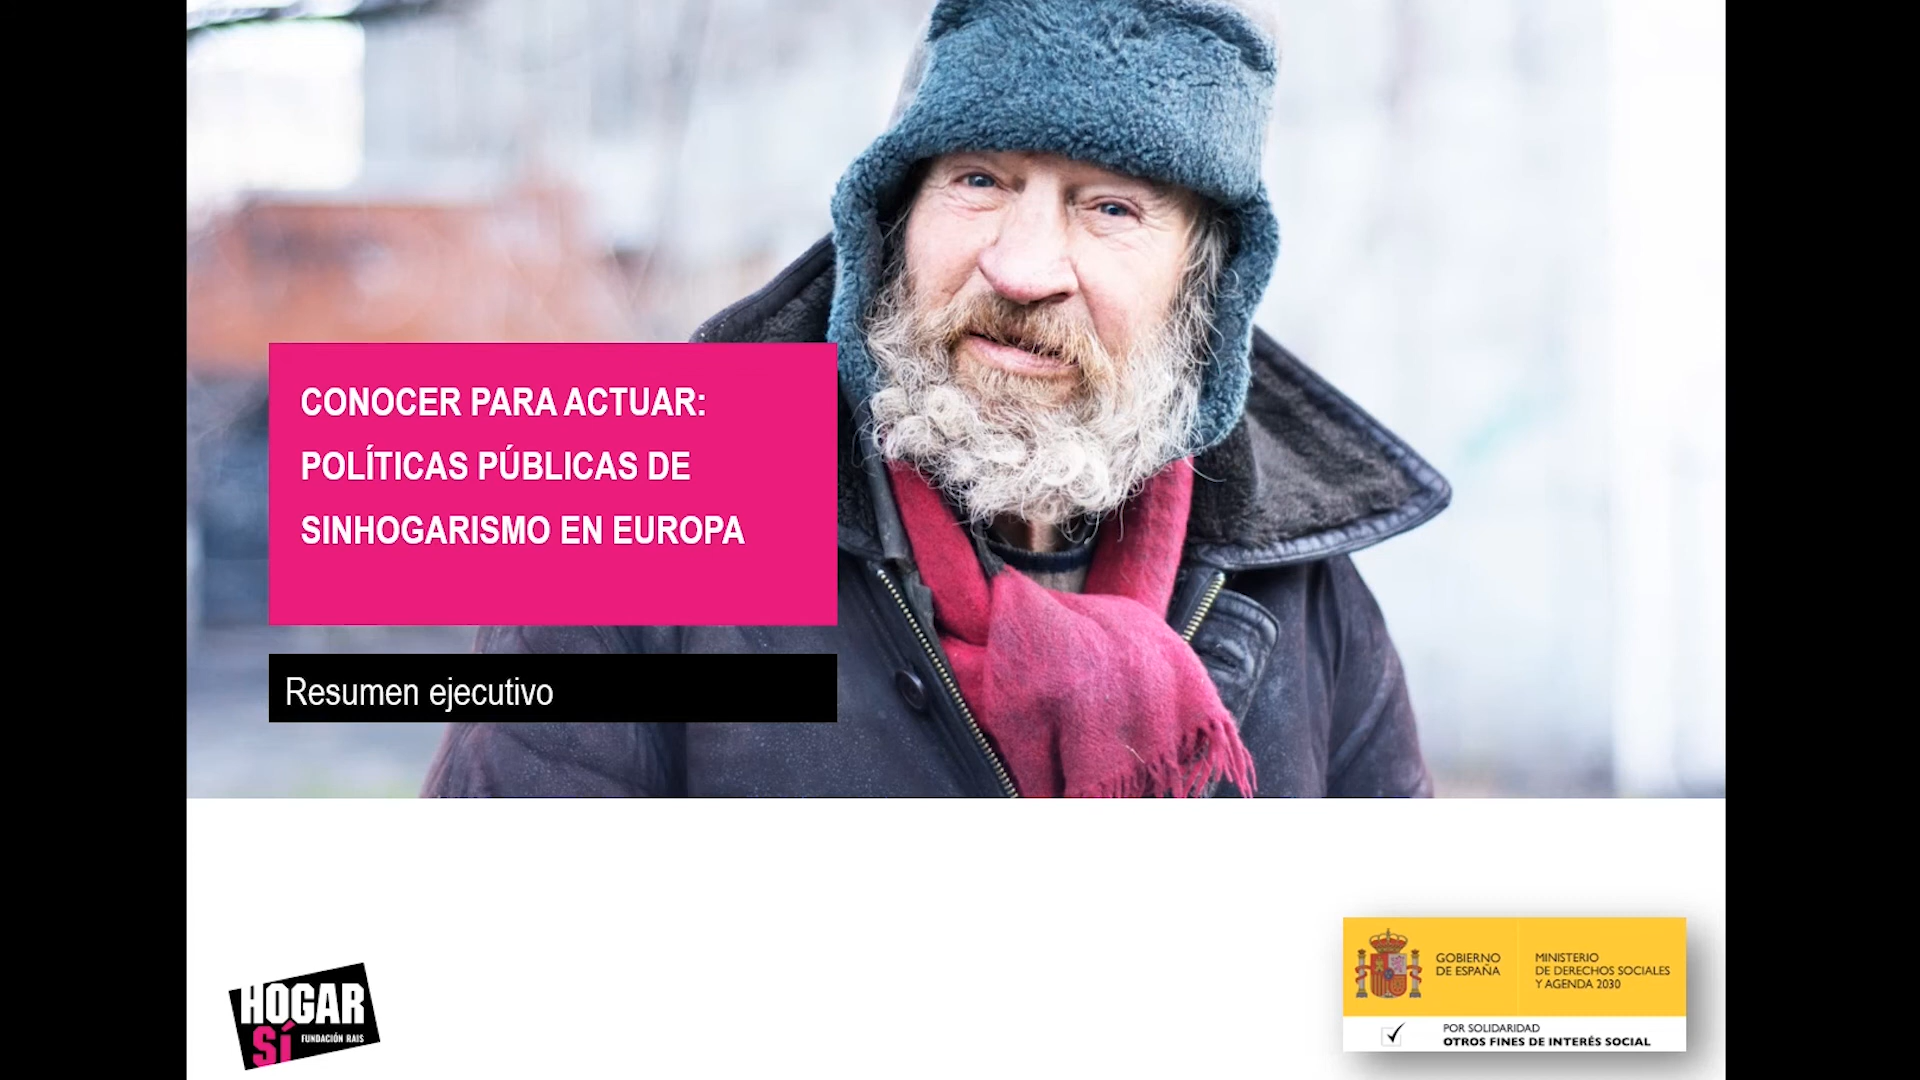 CONOCER PARA ACTUAR:
POLÍTICAS PÚBLICAS DE
SINHOGARISMO EN EUROPA
Resumen ejecutivo
HOGAR
SÍ
FUNDACIÓN RAIS
GOBIERNO
DE ESPAÑA
MINISTERIO
DE DERECHOS SOCIALES
Y AGENDA 2030
POR SOLIDARIDAD
OTROS FINES DE INTERÉS SOCIAL